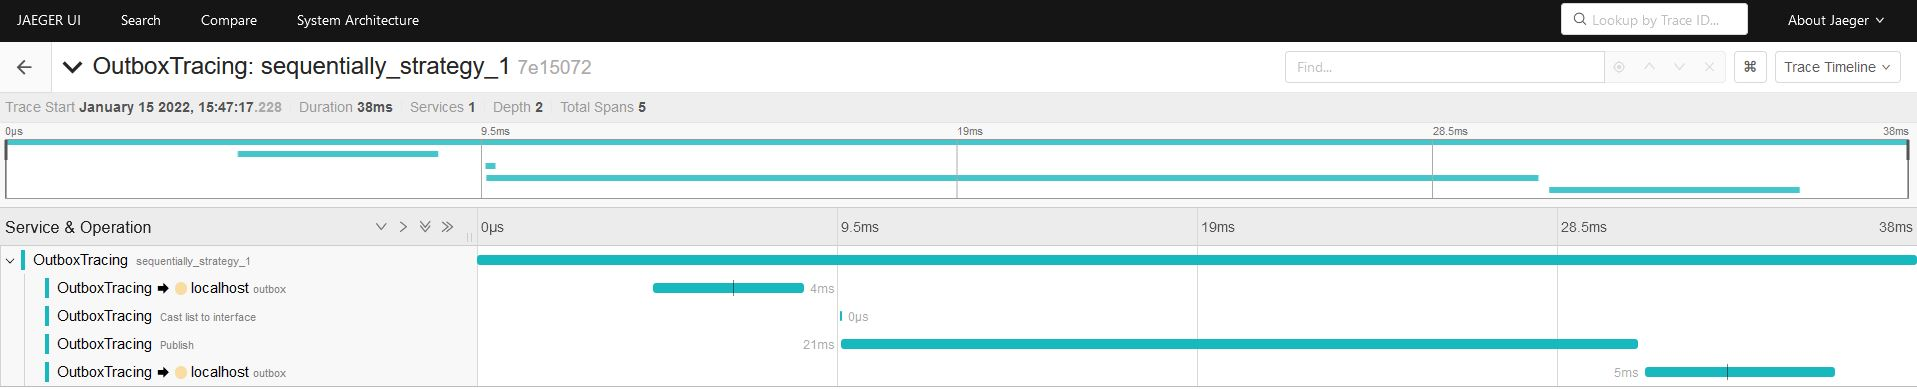 JAEGER UI Search Compare System Architecture Lookup by Trace ID... About Jaeger
OutboxTracing: sequentially_strategy_1 7e15072 Find... ⌘ Trace Timeline
Trace Start January 15 2022, 15:47:17.228 Duration 38ms Services 1 Depth 2 Total Spans 5
0μs 9.5ms 19ms 28.5ms 38ms
Service & Operation 0μs 9.5ms 19ms 28.5ms 38ms
OutboxTracing sequentially_strategy_1
OutboxTracing localhost outbox 4ms
OutboxTracing Cast list to interface 0μs
OutboxTracing Publish 21ms
OutboxTracing localhost outbox 5ms